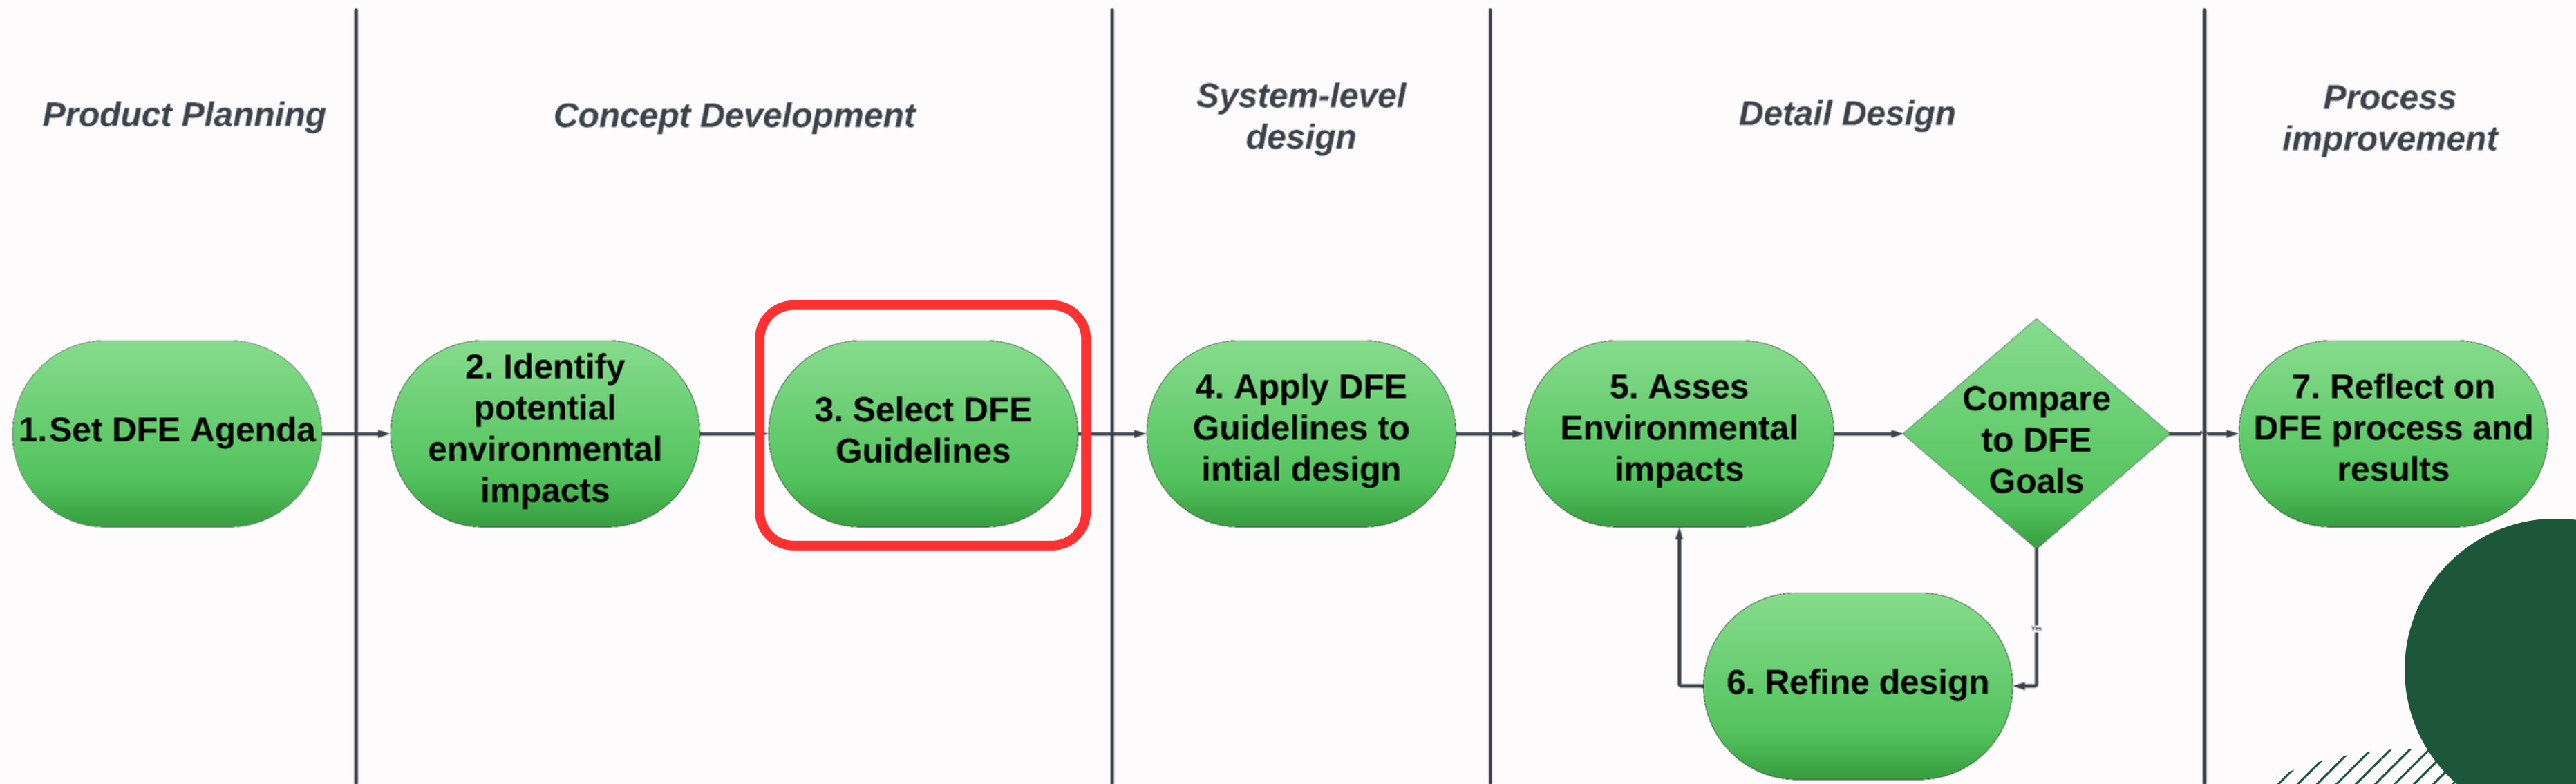 Product Planning
Concept Development
System-level
design
Detail Design
Process
improvement
1.Set DFE Agenda
2. Identify
potential
environmental
impacts
3. Select DFE
Guidelines
4. Apply DFE
Guidelines to
intial design
5. Asses
Environmental
impacts
Compare
to DFE
Goals
Yes
6. Refine design
7. Reflect on
DFE process and
results